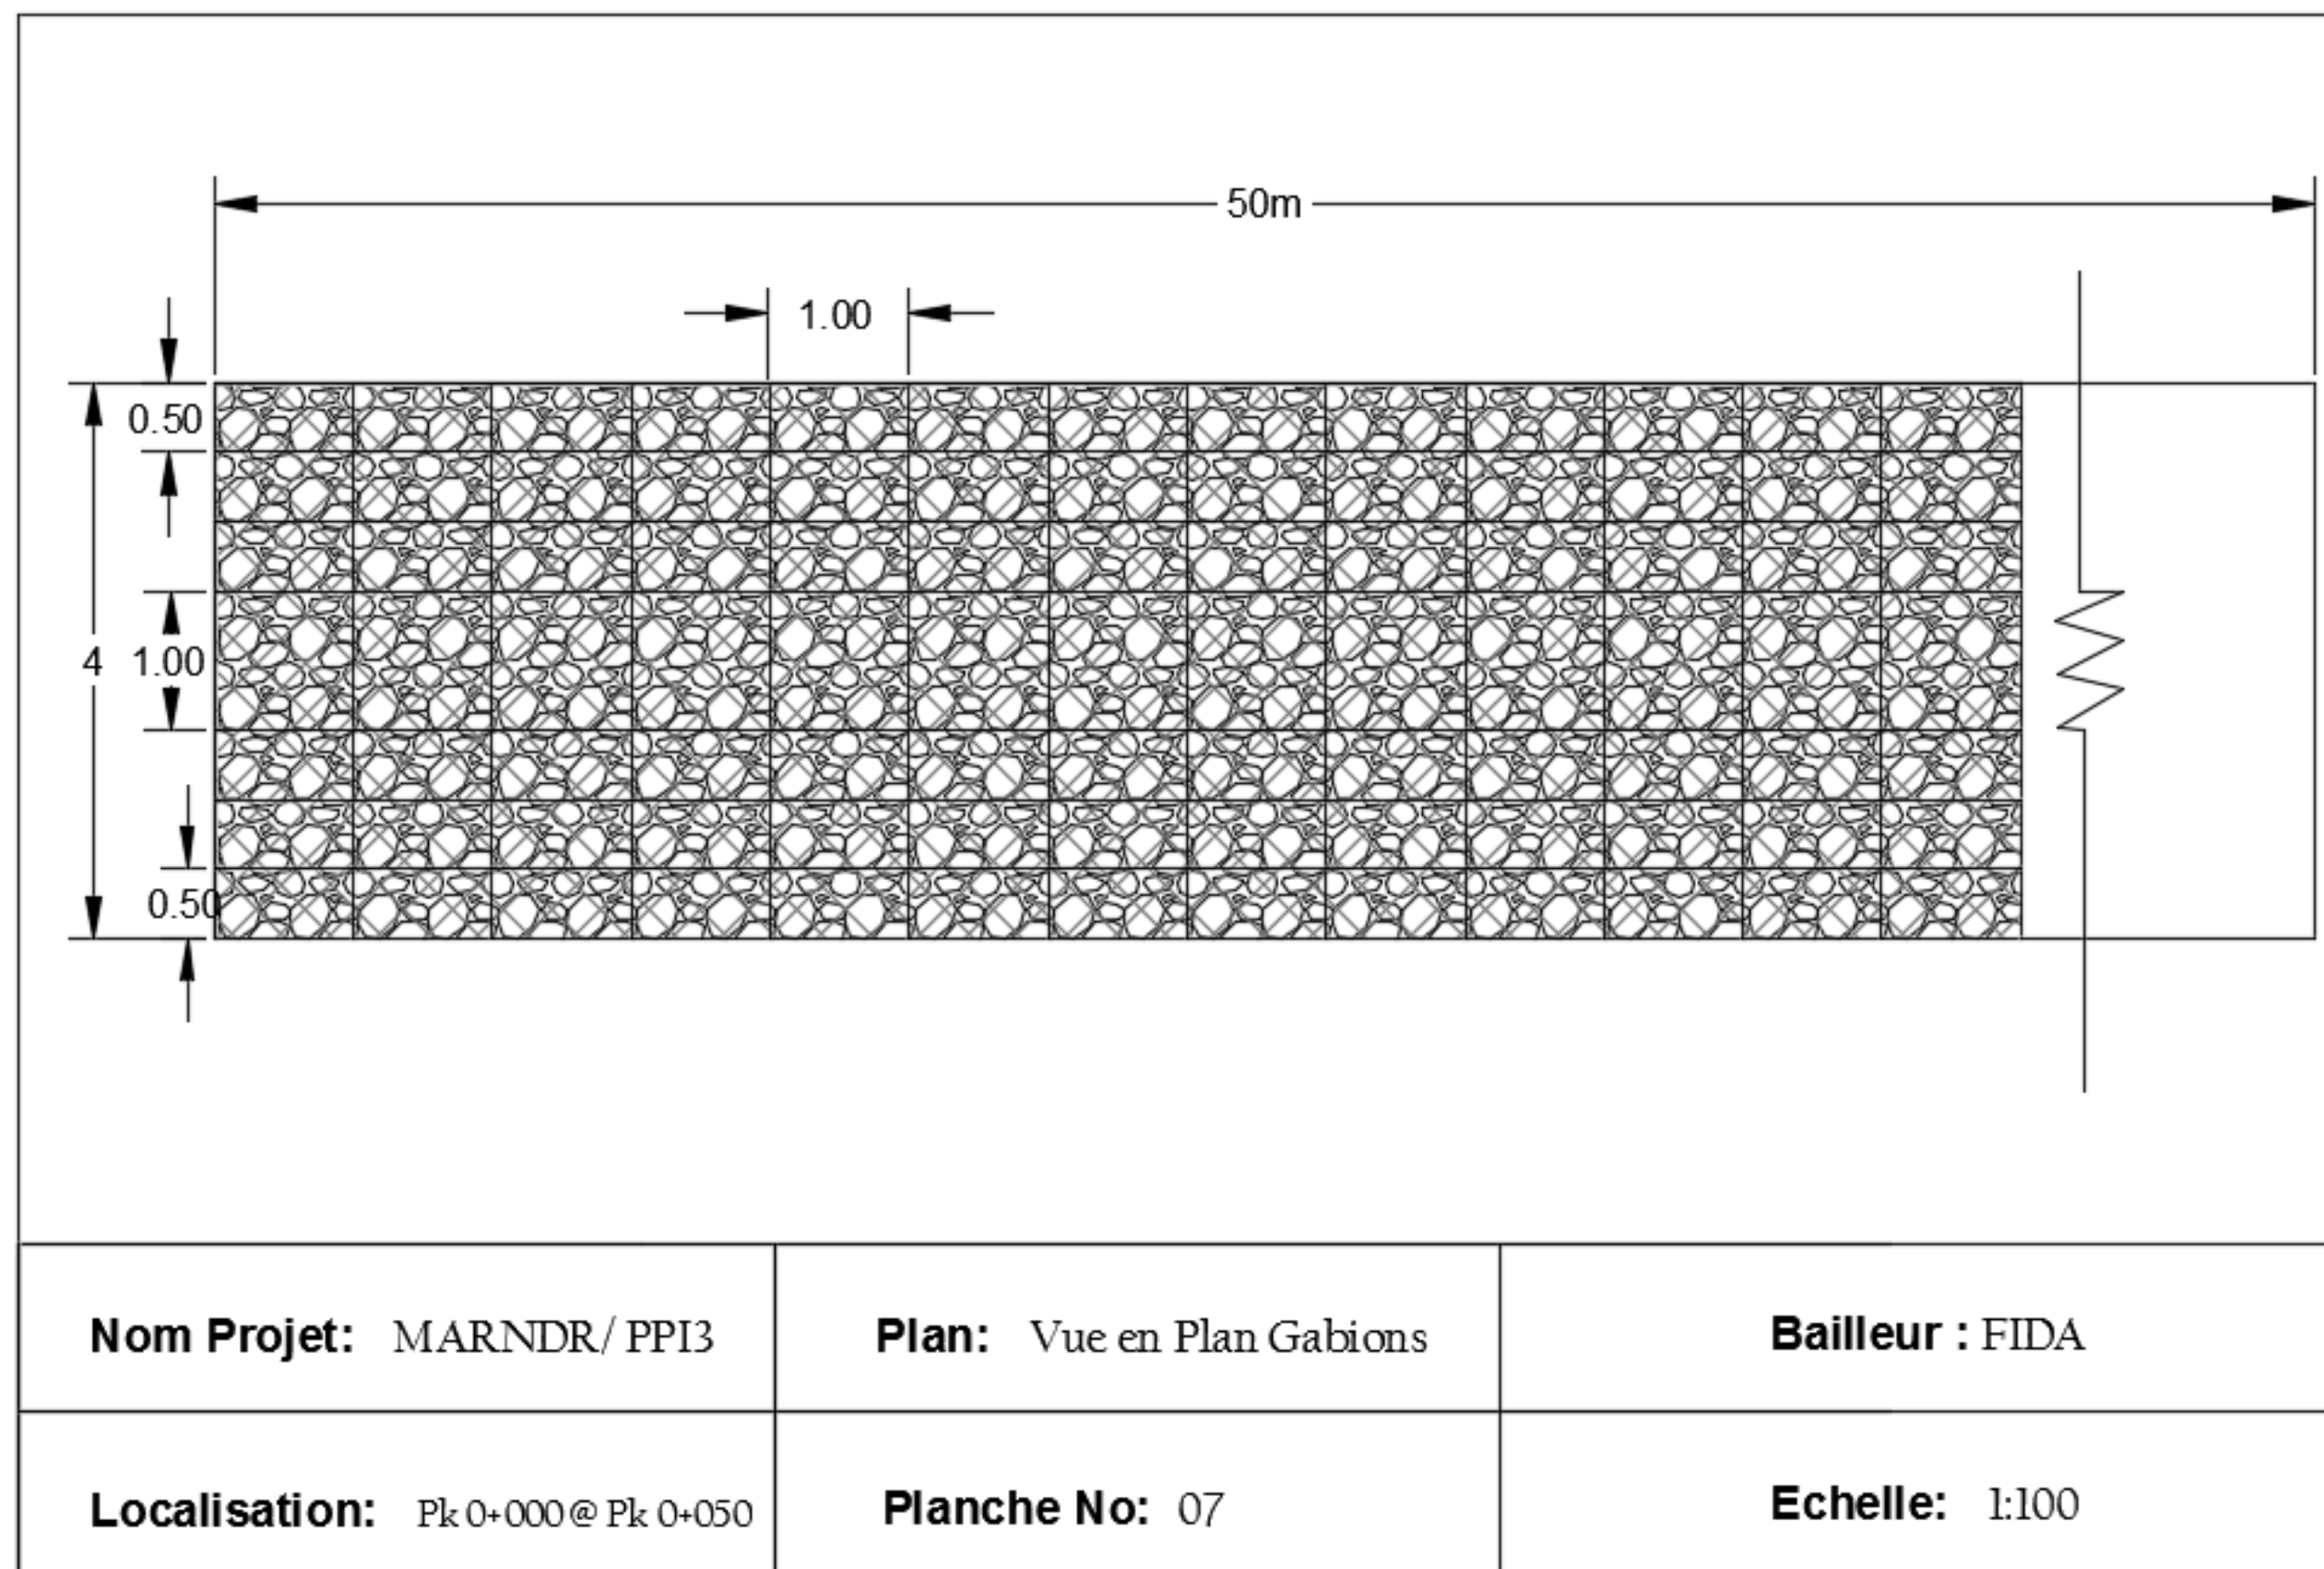 50m
1.00
0.50
4 1.00
0.50
Nom Projet: MARNDR/ PPI3
Plan: Vue en Plan Gabions
Bailleur : FIDA
Localisation: Pk 0+000@ Pk 0+050
Planche No: 07
Echelle: 1:100